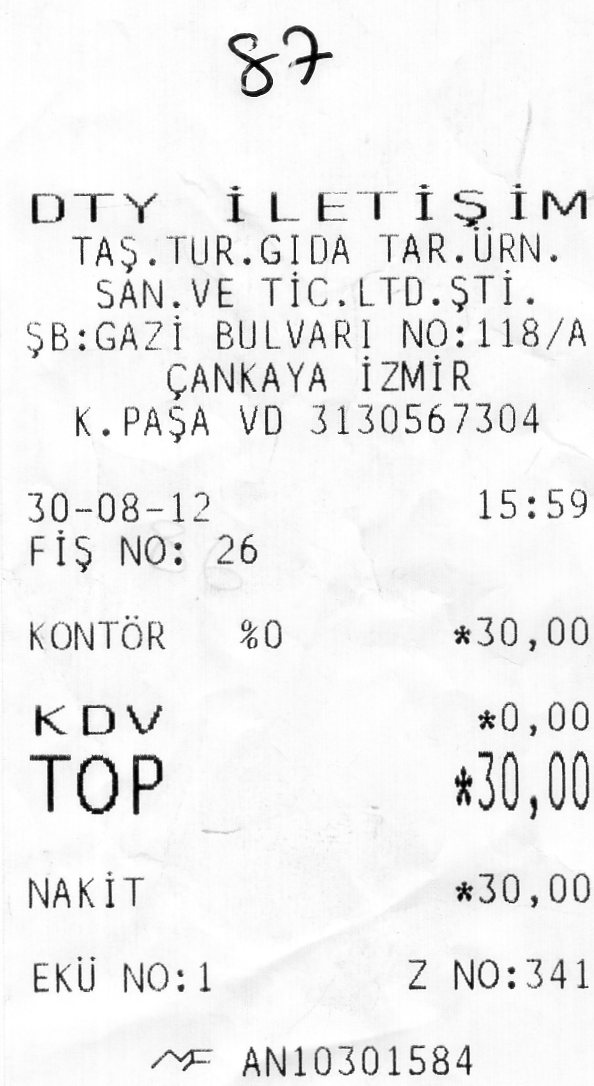 87
DTY İLETİŞİM
TAŞ.TUR.GIDA TAR.ÜRN.
SAN.VE TİC.LTD.ŞTİ.
ŞB:GAZİ BULVARI NO:118/A
ÇANKAYA İZMİR
K.PAŞA VD 3130567304
30-08-12 15:59
FİŞ NO: 26
KONTÖR %0 *30,00
KDV *0,00
TOP *30,00
NAKİT *30,00
EKÜ NO:1 Z NO:341
MF AN10301584